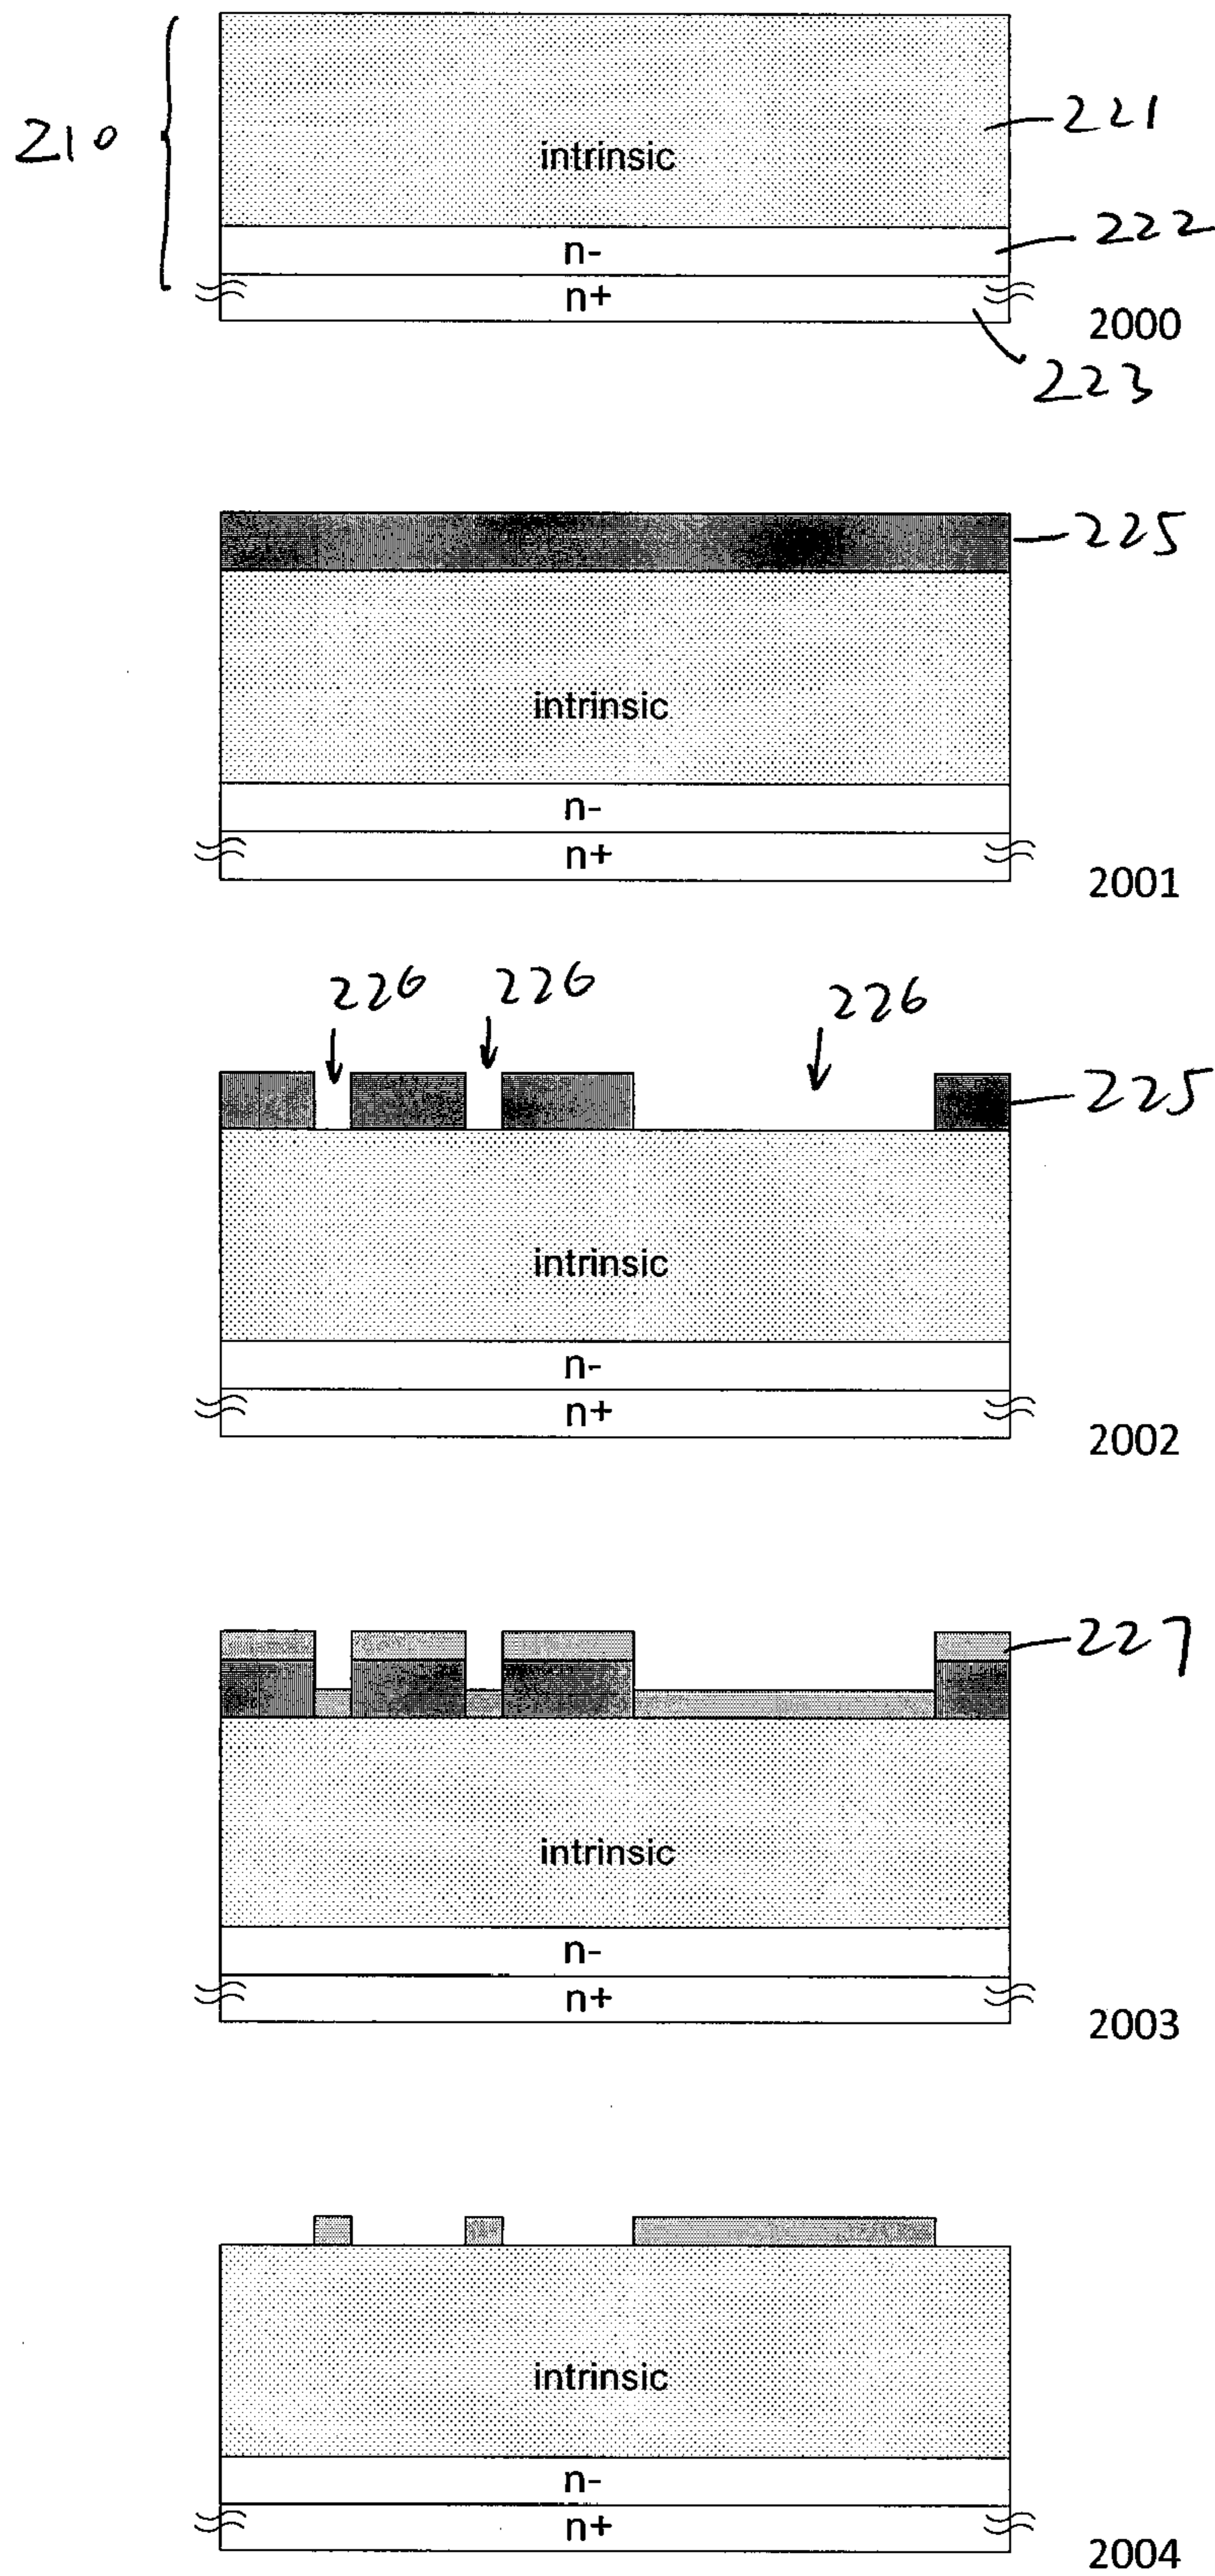 221
210
intrinsic
222
n-
n+
2000
223
225
intrinsic
n-
n+
2001
226 226 226
225
intrinsic
n-
n+
2002
227
intrinsic
n-
n+
2003
intrinsic
n-
n+
2004